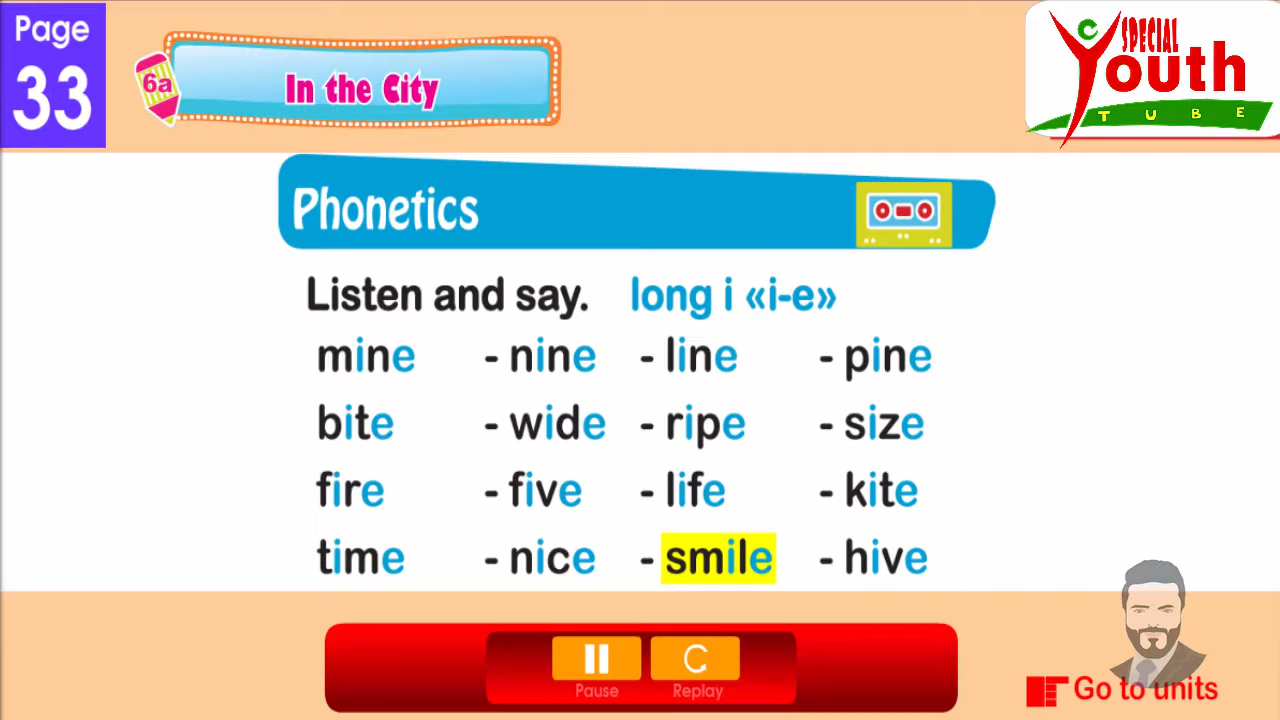 Page
33
6a
In the City
C
SPECIAL
Youth
TUBE
Phonetics
Listen and say. long i «i-e»
mine - nine - line - pine
bite - wide - ripe - size
fire - five - life - kite
time - nice - smile - hive
Pause Replay
Go to units